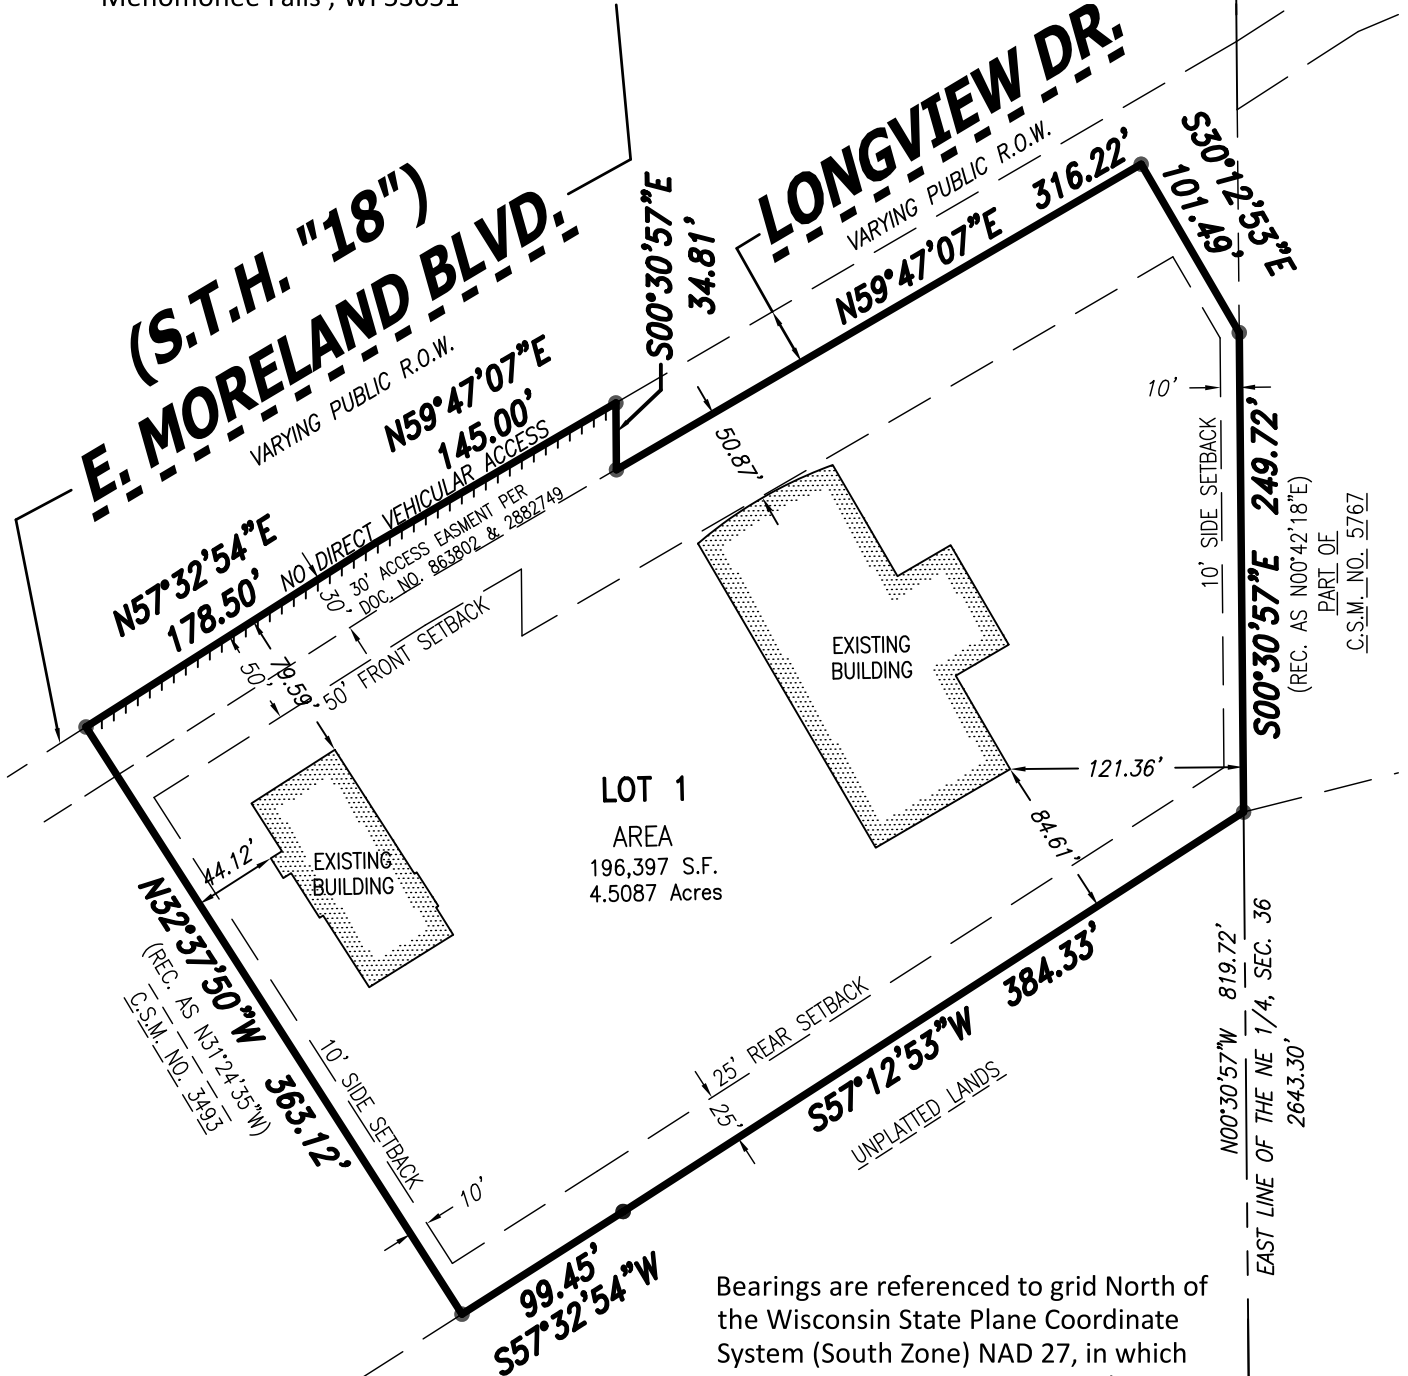 Menomonee Falls , WI 53051
(S.T.H. "18")
E. MORELAND BLVD.
VARYING PUBLIC R.O.W.
LONGVIEW DR.
VARYING PUBLIC R.O.W.
N59°47'07"E 316.22'
S30°12'53"E
101.49'
S00°30'57"E
34.81'
N59°47'07"E
145.00'
NO DIRECT VEHICULAR ACCESS
30' ACCESS EASMENT PER
DOC. NO. 863802 & 2882749
30'
N57°32'54"E
178.50'
50'
79.59'
50' FRONT SETBACK
50.87'
10'
10' SIDE SETBACK
S00°30'57"E 249.72'
(REC. AS N00°42'18"E)
PART OF
C.S.M. NO. 5767
EXISTING
BUILDING
121.36'
84.61'
LOT 1
AREA
196,397 S.F.
4.5087 Acres
EXISTING
BUILDING
44.12'
N32°37'50"W 363.12'
(REC. AS N31°24'35"W)
C.S.M. NO. 3493
10' SIDE SETBACK
10'
25' REAR SETBACK
25'
S57°12'53"W 384.33'
UNPLATTED LANDS
99.45'
S57°32'54"W
N00°30'57"W 819.72'
EAST LINE OF THE NE 1/4, SEC. 36
2643.30'
Bearings are referenced to grid North of
the Wisconsin State Plane Coordinate
System (South Zone) NAD 27, in which